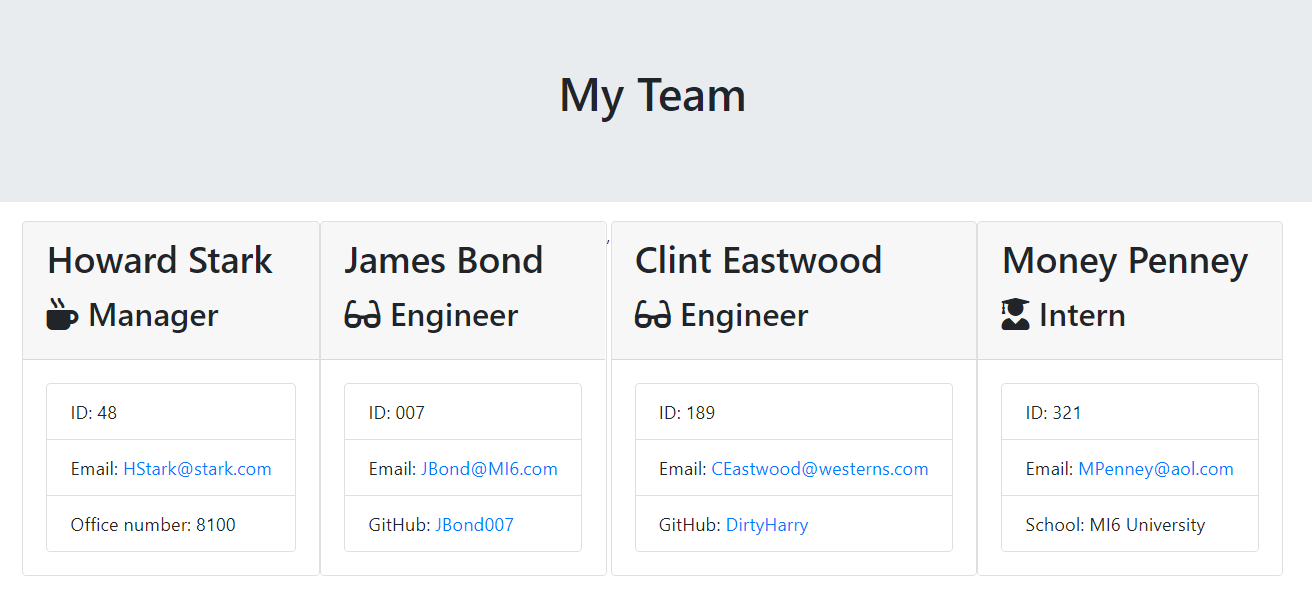 My Team
Howard Stark
Manager
ID: 48
Email: HStark@stark.com
Office number: 8100
James Bond
Engineer
ID: 007
Email: JBond@MI6.com
GitHub: JBond007
,
Clint Eastwood
Engineer
ID: 189
Email: CEastwood@westerns.com
GitHub: DirtyHarry
Money Penney
Intern
ID: 321
Email: MPenney@aol.com
School: MI6 University